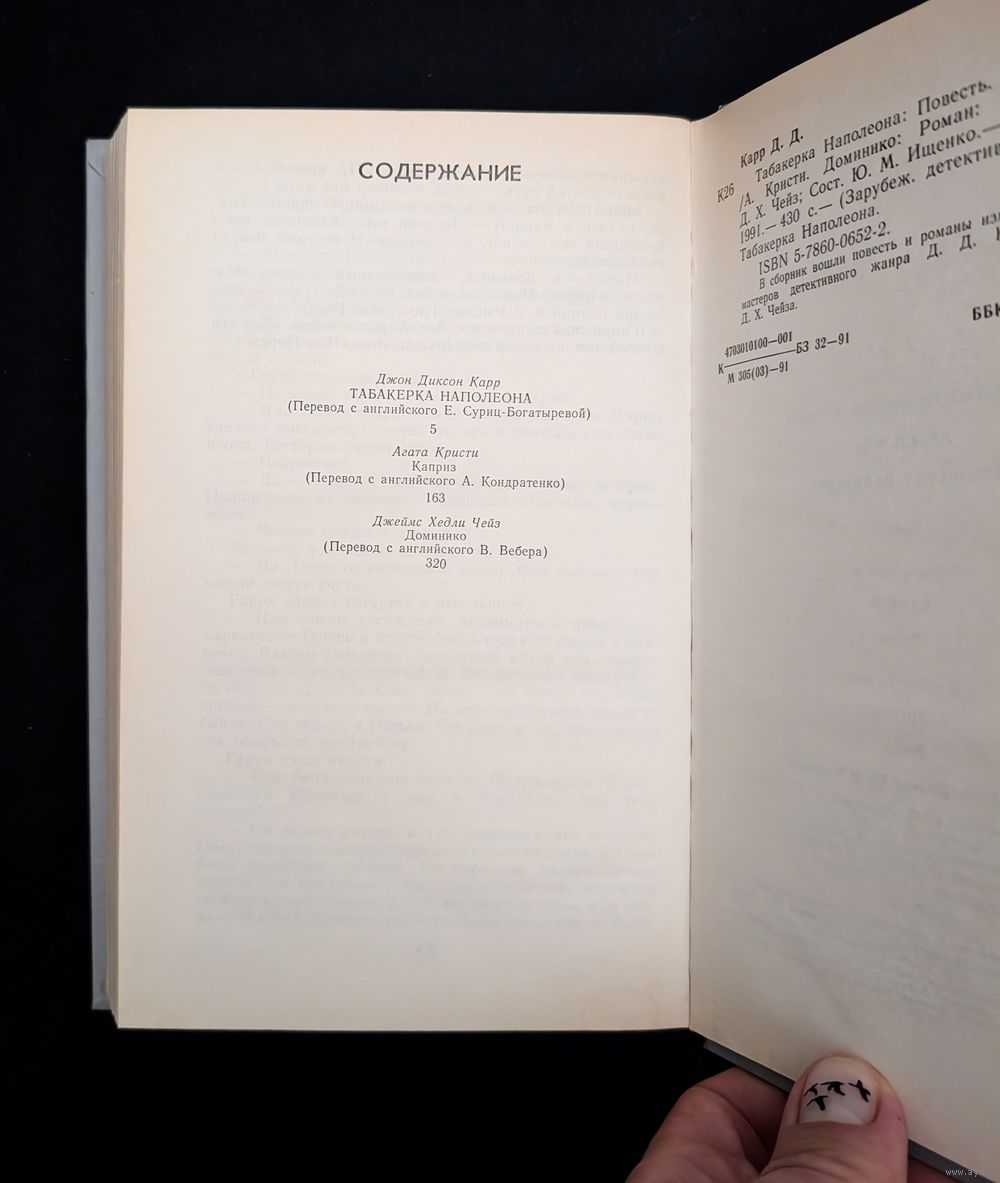 СОДЕРЖАНИЕ
Джон Диксон Карр
ТАБАКЕРКА НАПОЛЕОНА
(Перевод с английского Е. Суриц-Богатыревой)
5
Агата Кристи
Каприз
(Перевод с английского А. Кондратенко)
163
Джеймс Хедли Чейз
Доминико
(Перевод с английского В. Вебера)
320
Карр Д. Д.
К26 Табакерка Наполеона: Повесть.
/А. Кристи. Доминико: Роман:
Д. Х. Чейз; Сост. Ю. М. Ищенко.—
1991.— 430 с.— (Зарубеж. детектив
Табакерка Наполеона.
ISBN 5-7860-0652-2.
В сборник вошли повесть и романы
мастеров детективного жанра Д. Д.
Д. Х. Чейза.
4703010100—001
К БЗ 32—91
М 305(03)—91
ББК